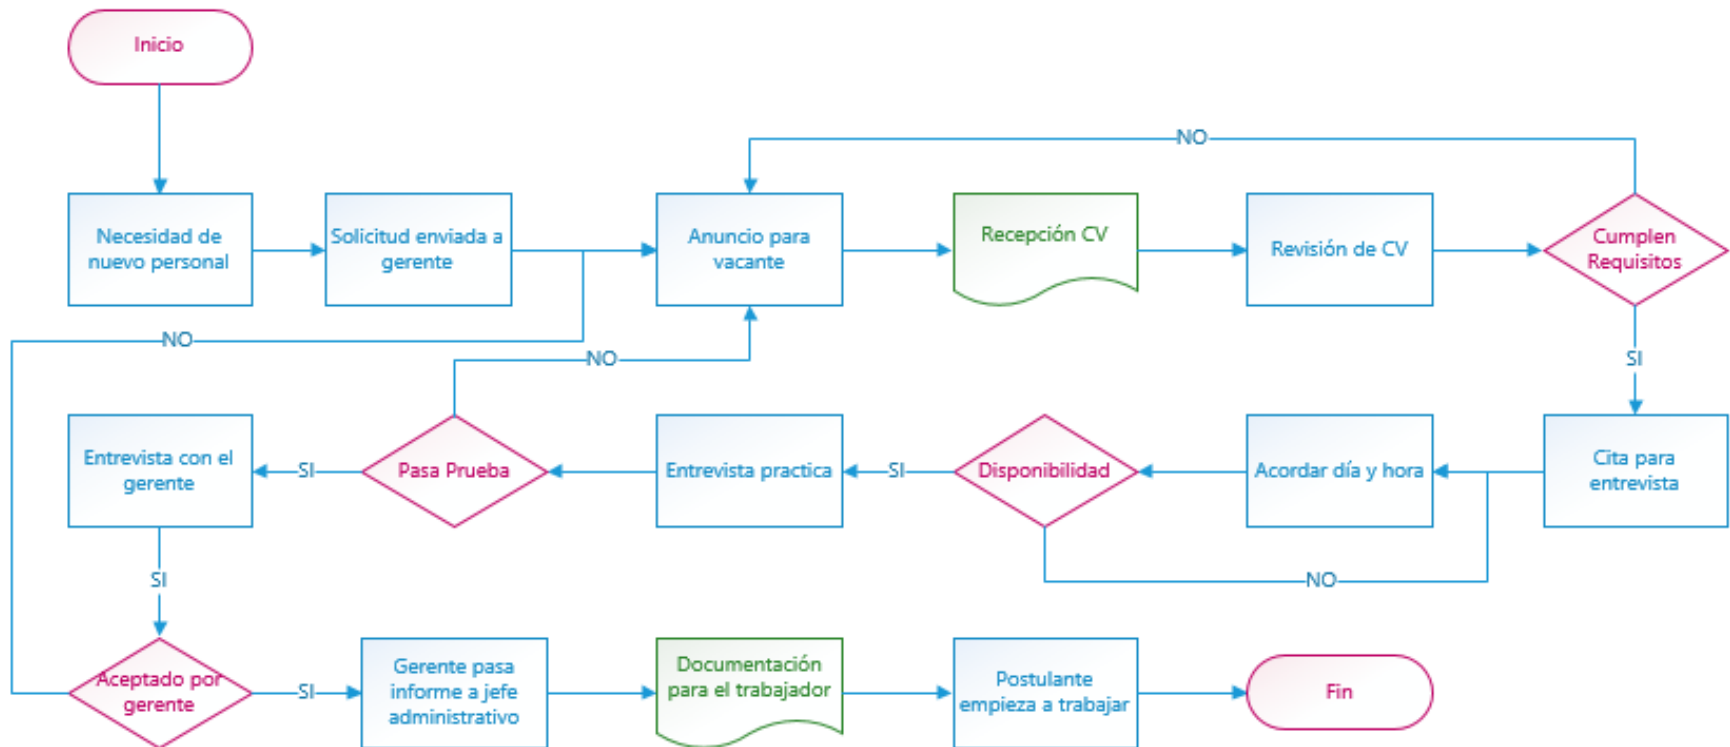 Inicio
NO
Necesidad de
nuevo personal
Solicitud enviada a
gerente
Anuncio para
vacante
Recepción CV
Revisión de CV
Cumplen
Requisitos
NO
NO
SI
Entrevista con el
gerente
SI
Pasa Prueba
Entrevista practica
SI
Disponibilidad
Acordar día y hora
Cita para
entrevista
SI
NO
Aceptado por
gerente
SI
Gerente pasa
informe a jefe
administrativo
Documentación
para el trabajador
Postulante
empieza a trabajar
Fin